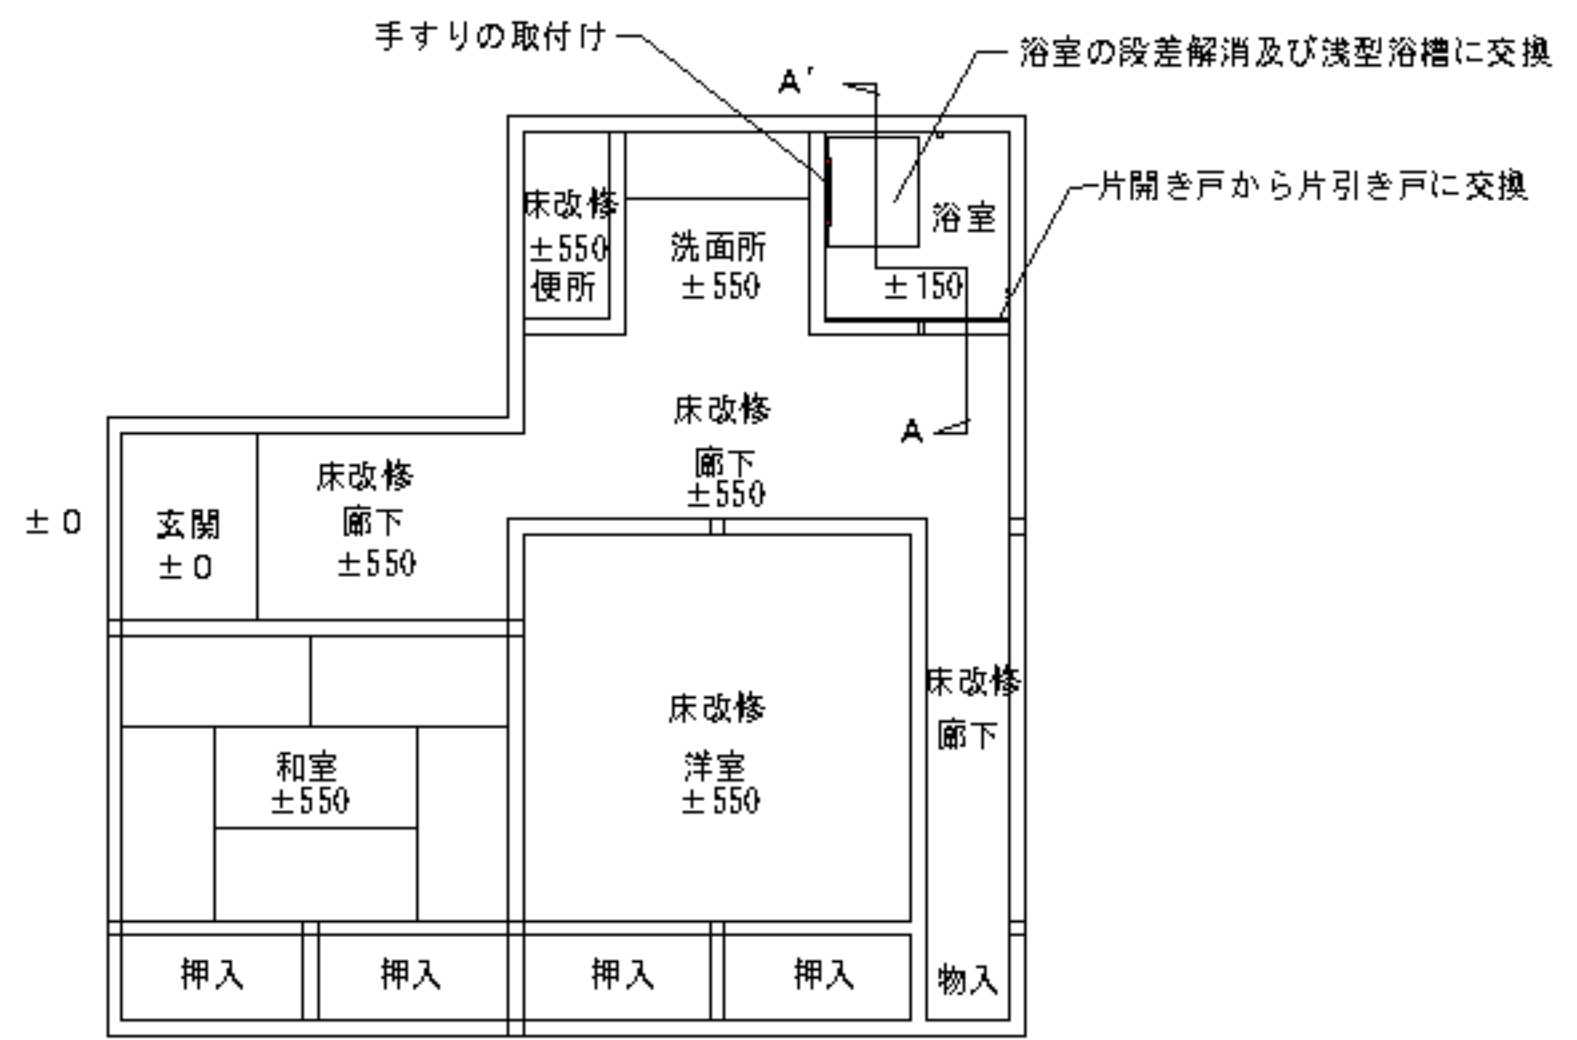 手すりの取付け
浴室の段差解消及び浅型浴槽に交換
A′
片開き戸から片引き戸に交換
床改修
±550
便所
洗面所
±550
浴室
±150
床改修
廊下
±550
A
床改修
廊下
±550
±0
玄関
±0
床改修
廊下
和室
±550
床改修
洋室
±550
押入
押入
押入
押入
物入